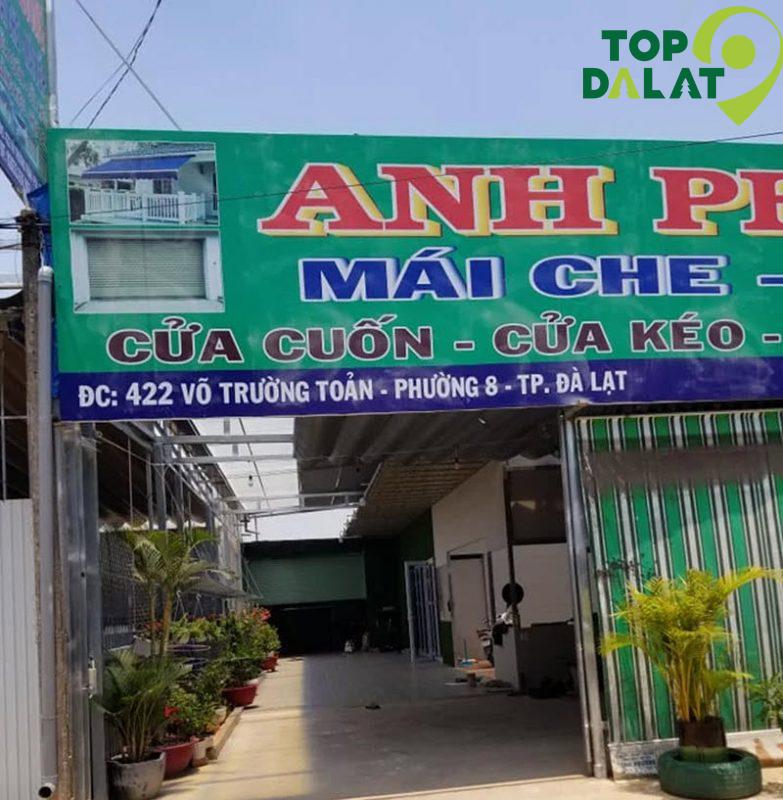 TOP
DALAT
ANH
MÁI CHE -
CỬA CUỐN - CỬA KÉO -
ĐC: 422 VÕ TRƯỜNG TOẢN - PHƯỜNG 8 - TP. ĐÀ LẠT